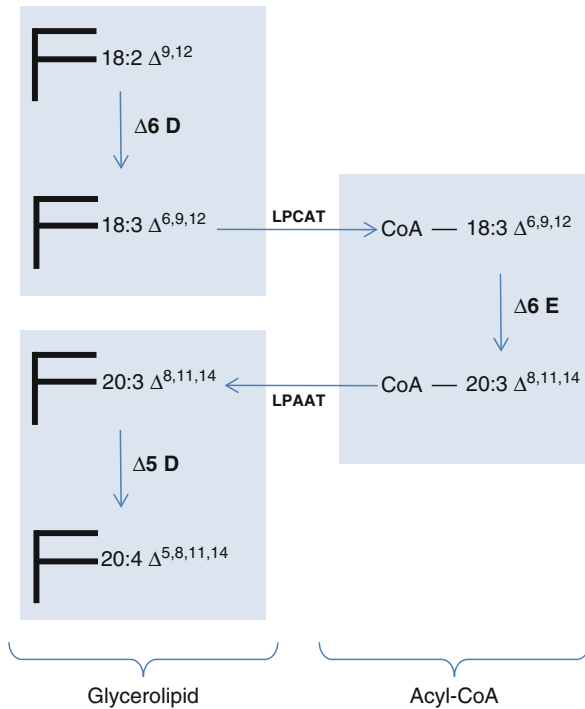 18:2 Δ9,12
Δ6 D
18:3 Δ6,9,12
LPCAT
CoA — 18:3 Δ6,9,12
Δ6 E
20:3 Δ8,11,14
LPAAT
CoA — 20:3 Δ8,11,14
Δ5 D
20:4 Δ5,8,11,14
Glycerolipid
Acyl-CoA